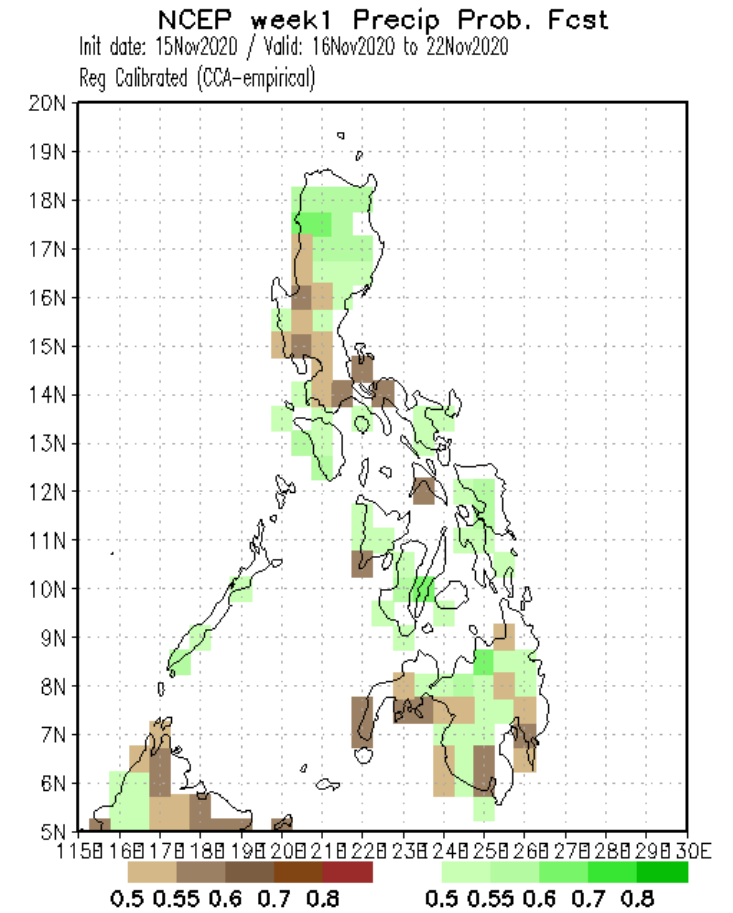 NCEP week1 Precip Prob. Fcst
Init date: 15Nov2020 / Valid: 16Nov2020 to 22Nov2020
Reg Calibrated (CCA-empirical)
20N
19N
18N
17N
16N
15N
14N
13N
12N
11N
10N
9N
8N
7N
6N
5N
115E 116E 117E 118E 119E 120E 121E 122E 123E 124E 125E 126E 127E 128E 129E 130E
0.5 0.55 0.6 0.7 0.8 0.5 0.55 0.6 0.7 0.8